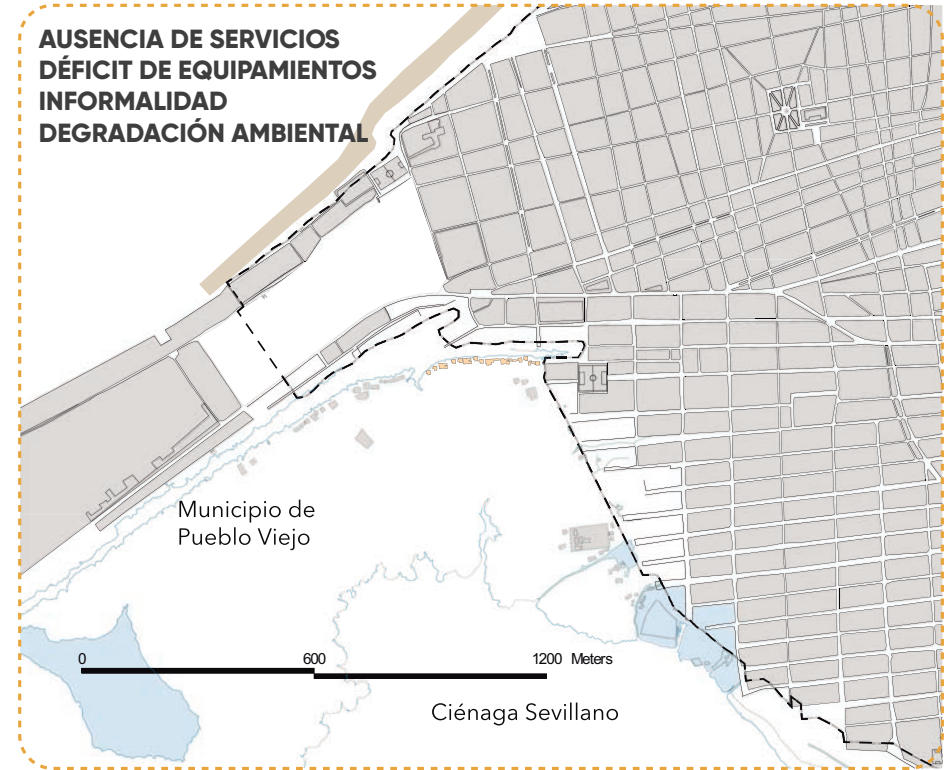 AUSENCIA DE SERVICIOS
DÉFICIT DE EQUIPAMIENTOS
INFORMALIDAD
DEGRADACIÓN AMBIENTAL
Municipio de
Pueblo Viejo
0 600 1200 Meters
Ciénaga Sevillano